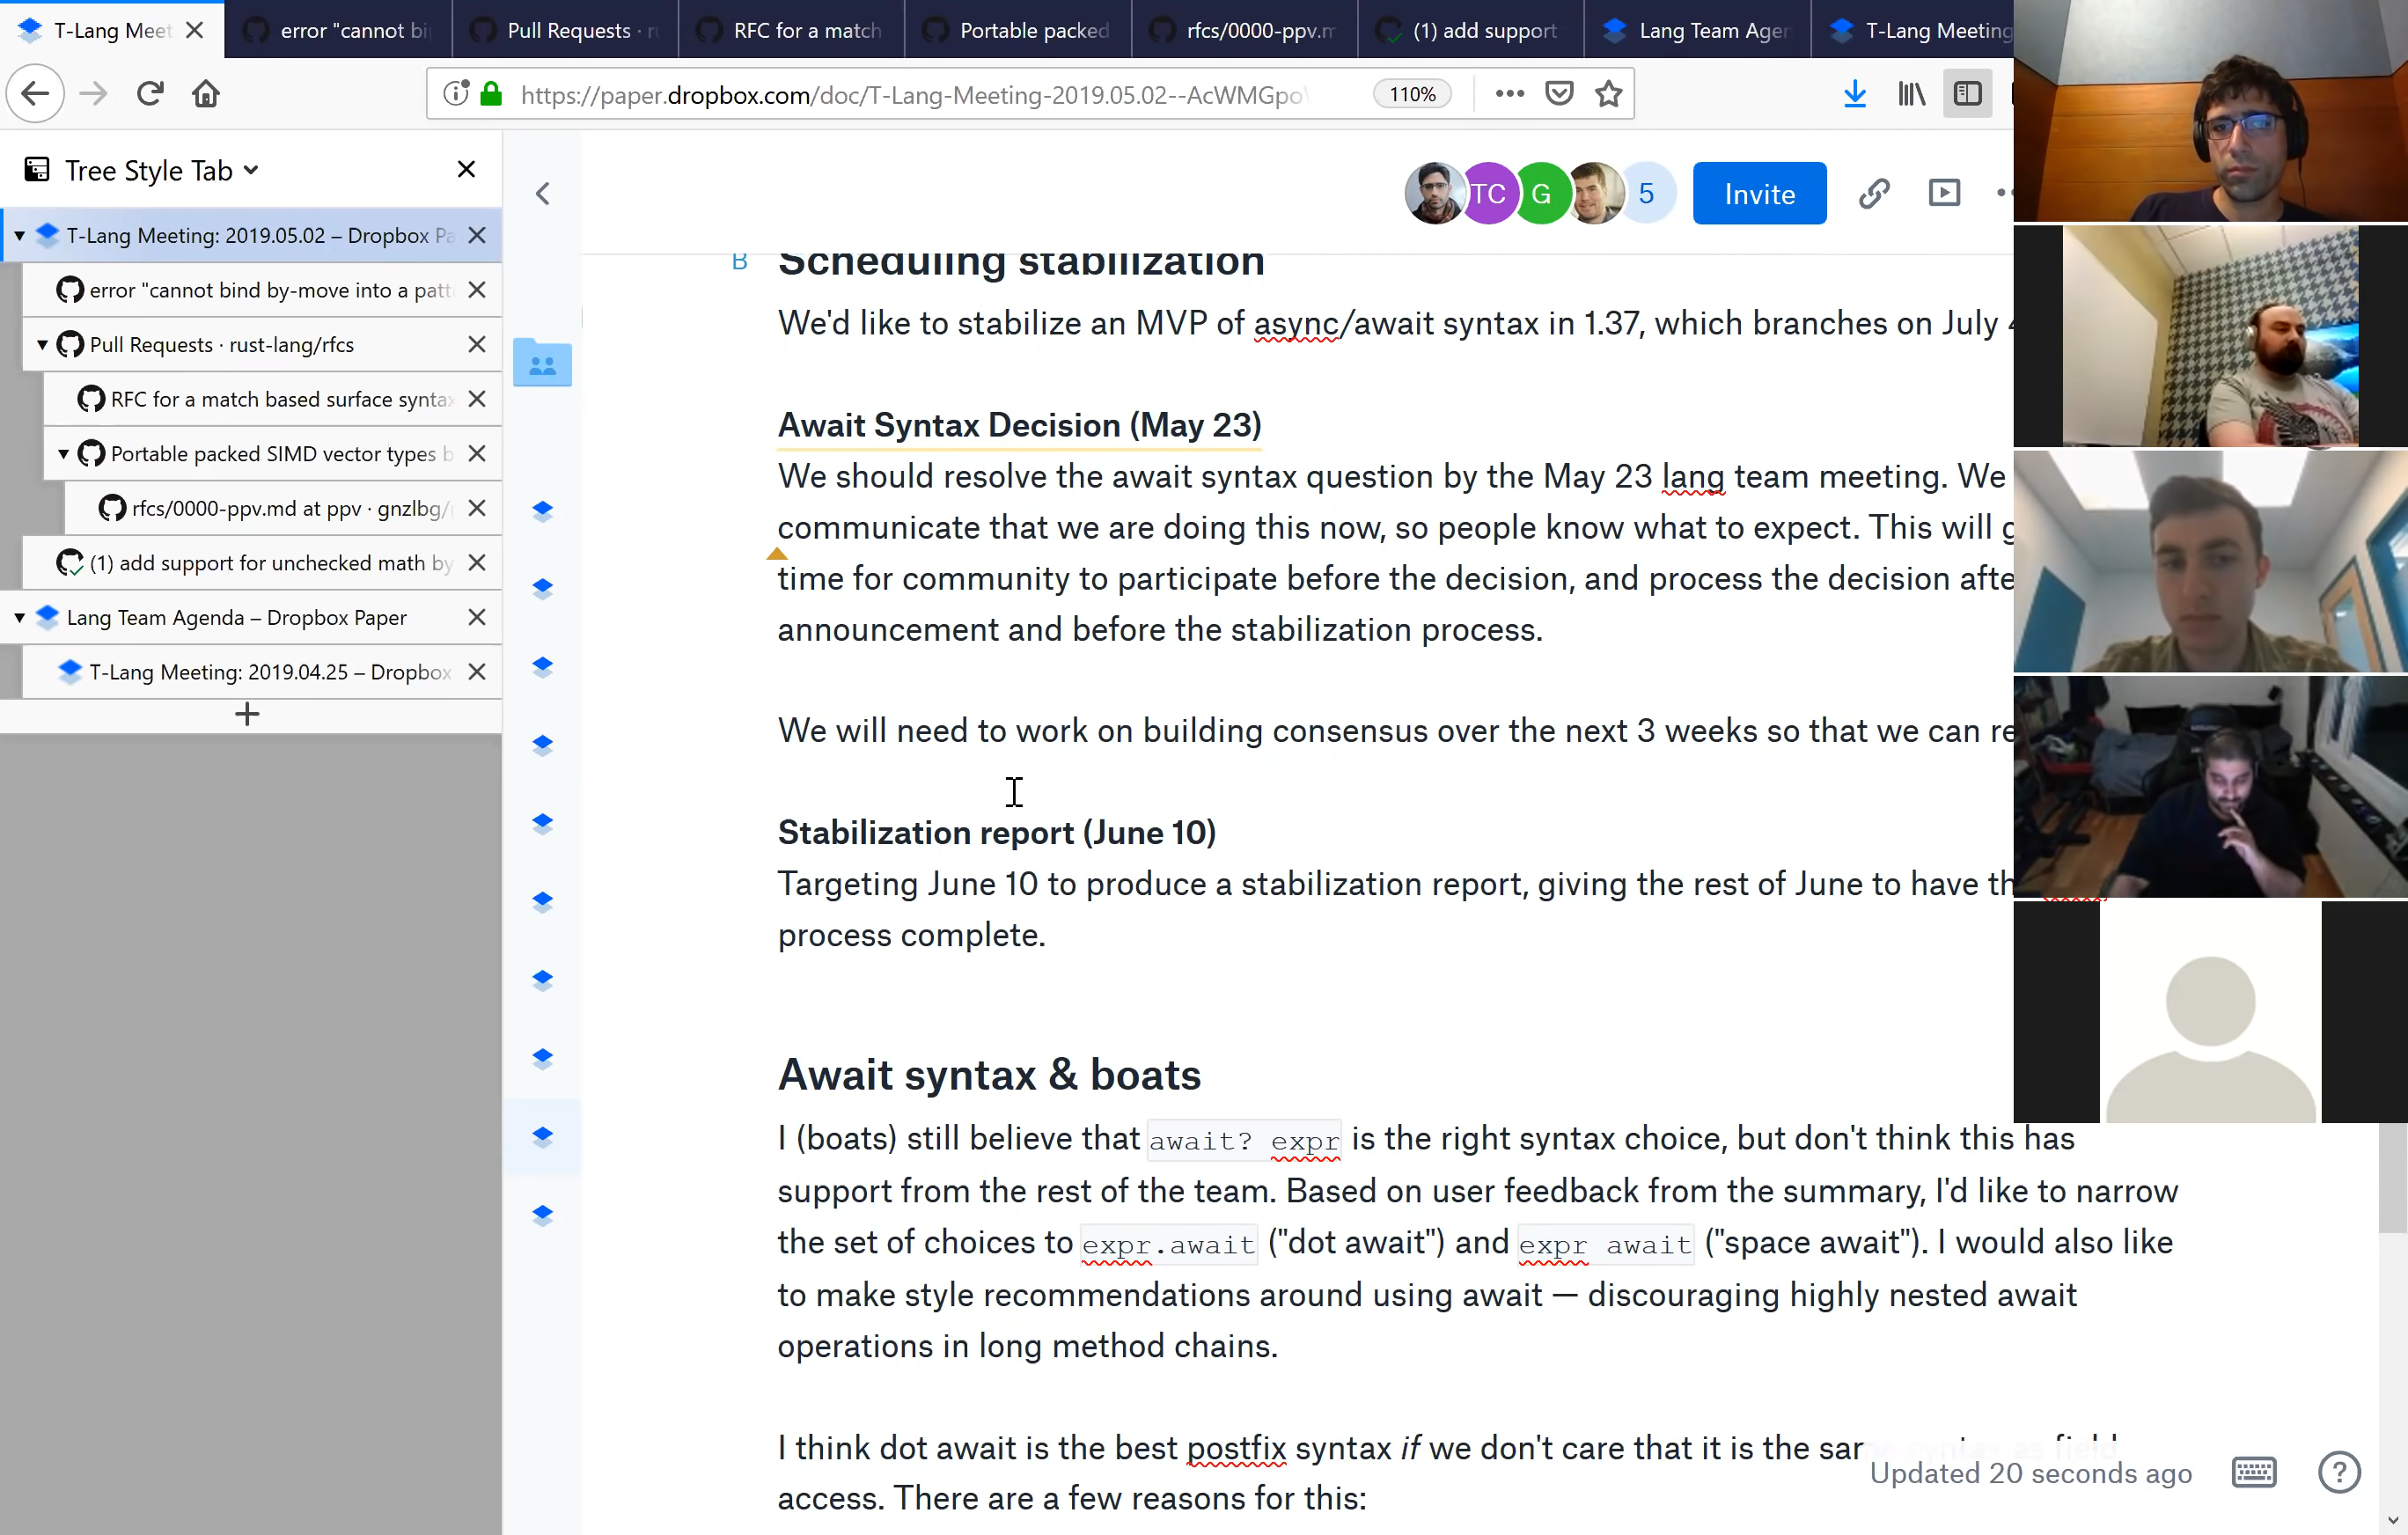 T-Lang Meet
error "cannot bi
Pull Requests · r
RFC for a match
Portable packed
rfcs/0000-ppv.m
(1) add support
Lang Team Ager
T-Lang Meeting
https://paper.dropbox.com/doc/T-Lang-Meeting-2019.05.02--AcWMGpo
110%
Tree Style Tab
T-Lang Meeting: 2019.05.02 – Dropbox Pa
error "cannot bind by-move into a patt
Pull Requests · rust-lang/rfcs
RFC for a match based surface syntax
Portable packed SIMD vector types b
rfcs/0000-ppv.md at ppv · gnzlbg/
(1) add support for unchecked math by
Lang Team Agenda – Dropbox Paper
T-Lang Meeting: 2019.04.25 – Dropbox
TC
G
5
Invite
B
Scheduling stabilization
We'd like to stabilize an MVP of async/await syntax in 1.37, which branches on July 4
Await Syntax Decision (May 23)
We should resolve the await syntax question by the May 23 lang team meeting. We
communicate that we are doing this now, so people know what to expect. This will g
time for community to participate before the decision, and process the decision afte
announcement and before the stabilization process.
We will need to work on building consensus over the next 3 weeks so that we can re
Stabilization report (June 10)
Targeting June 10 to produce a stabilization report, giving the rest of June to have th
process complete.
Await syntax & boats
I (boats) still believe that await? expr is the right syntax choice, but don't think this has
support from the rest of the team. Based on user feedback from the summary, I'd like to narrow
the set of choices to expr.await ("dot await") and expr await ("space await"). I would also like
to make style recommendations around using await — discouraging highly nested await
operations in long method chains.
I think dot await is the best postfix syntax if we don't care that it is the same syntax as field
access. There are a few reasons for this:
Updated 20 seconds ago